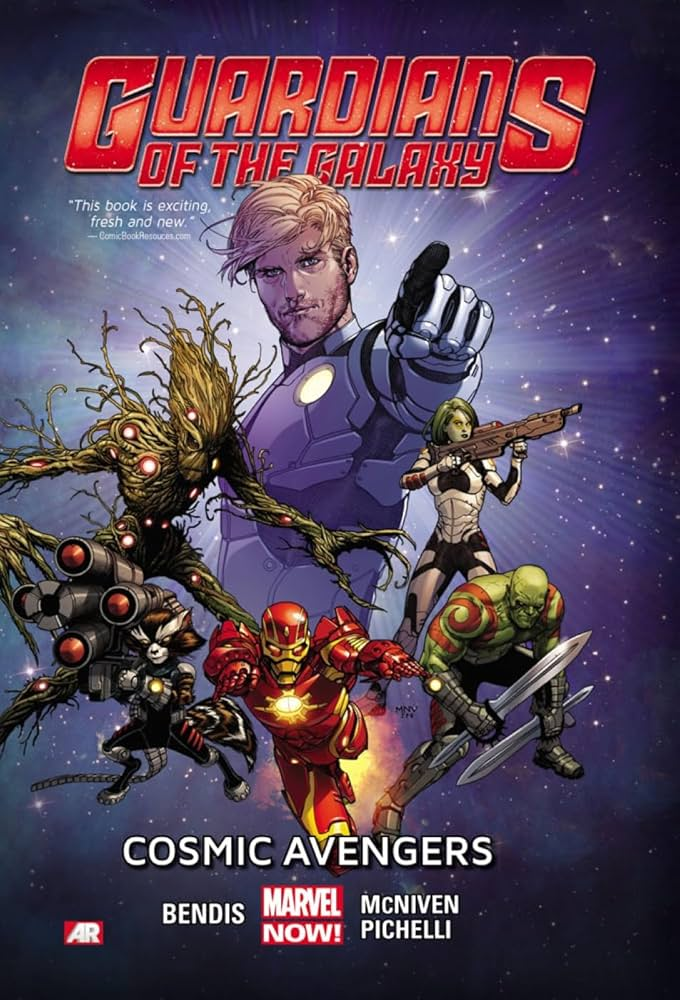 GUARDIANS
OF THE GALAXY
"This book is exciting,
fresh and new."
— ComicBookResouces.com
COSMIC AVENGERS
BENDIS
MARVEL
NOW!
McNIVEN
PICHELLI
AR